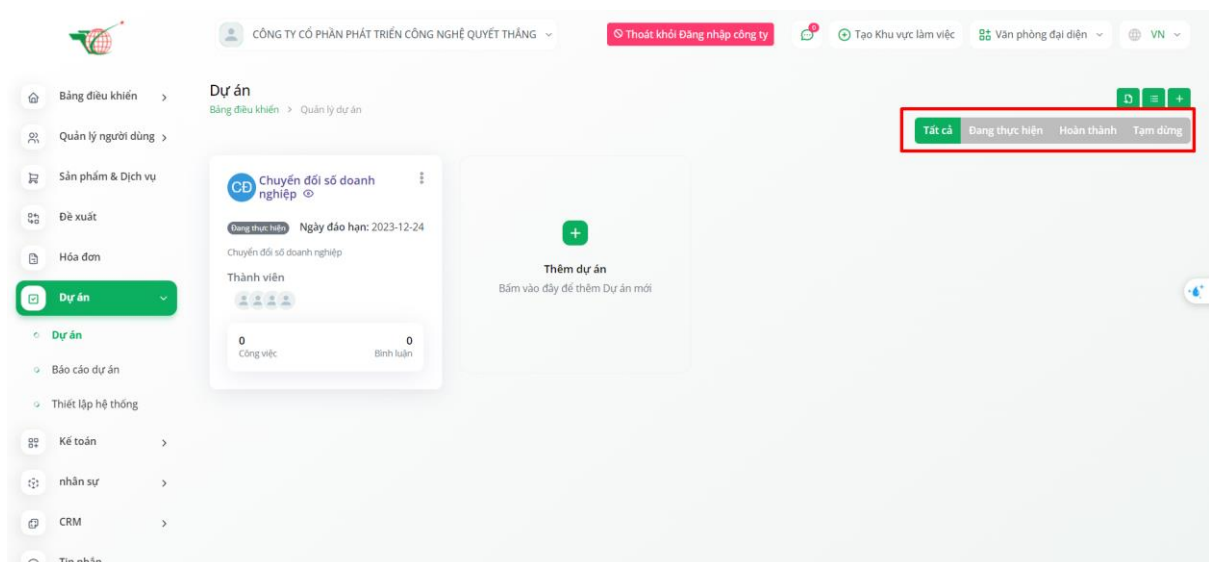 CÔNG TY CỔ PHẦN PHÁT TRIỂN CÔNG NGHỆ QUYẾT THẮNG
Thoát khỏi Đăng nhập công ty
0
Tạo Khu vực làm việc
Văn phòng đại diện
VN
Bảng điều khiển
Quản lý người dùng
Sản phẩm & Dịch vụ
Đề xuất
Hóa đơn
Dự án
Dự án
Báo cáo dự án
Thiết lập hệ thống
Kế toán
nhân sự
CRM
Tin nhắn
Dự án
Bảng điều khiển > Quản lý dự án
Tất cả Đang thực hiện Hoàn thành Tạm dừng
CĐ
Chuyển đổi số doanh
nghiệp
Đang thực hiện Ngày đáo hạn: 2023-12-24
Chuyển đổi số doanh nghiệp
Thành viên
0 0
Công việc Bình luận
Thêm dự án
Bấm vào đây để thêm Dự án mới